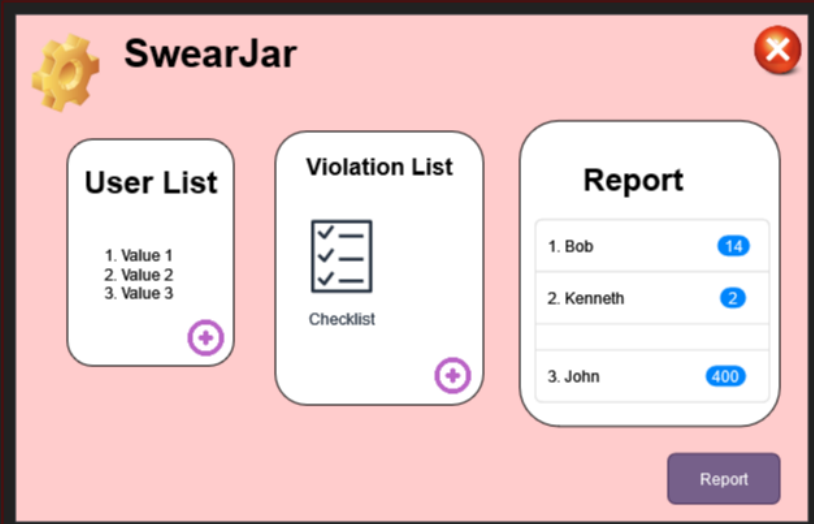 SwearJar
User List
1. Value 1
2. Value 2
3. Value 3
Violation List
Checklist
Report
1. Bob 14
2. Kenneth 2
3. John 400
Report